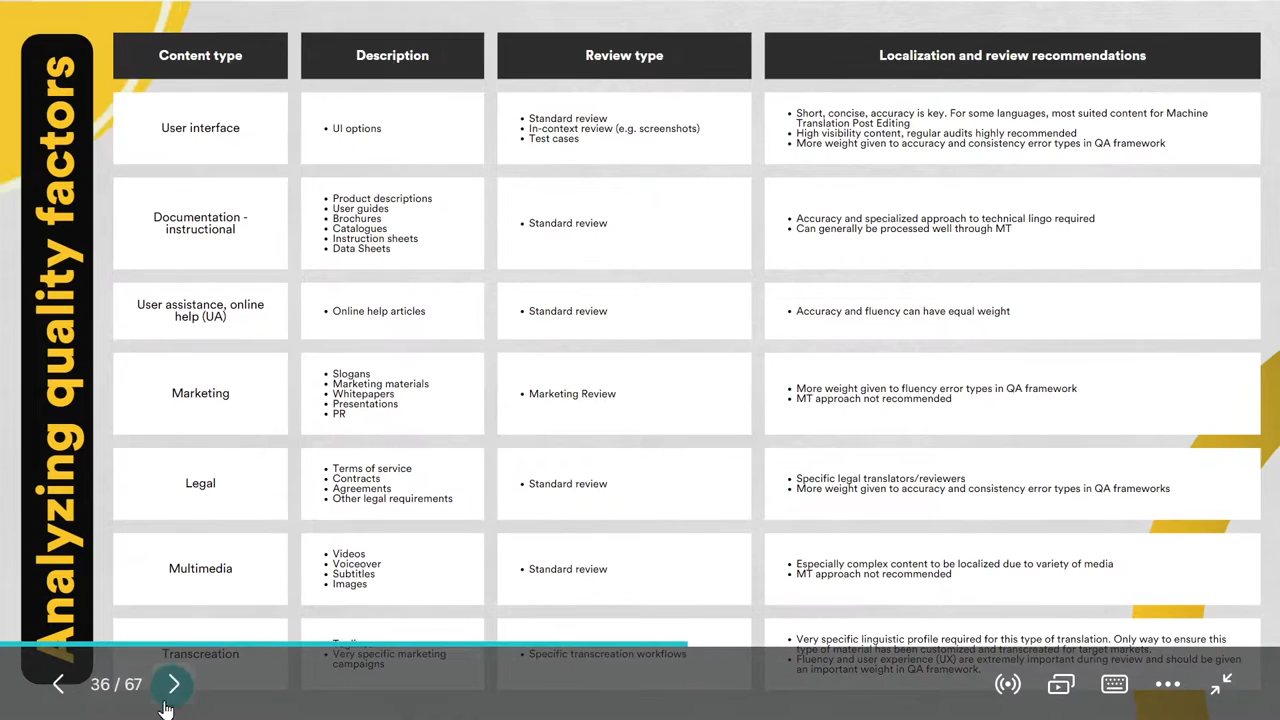 Analyzing quality factors
Content type
Description
Review type
Localization and review recommendations
User interface
• UI options
• Standard review
• In-context review (e.g. screenshots)
• Test cases
• Short, concise, accuracy is key. For some languages, most suited content for Machine
Translation Post Editing
• High visibility content, regular audits highly recommended
• More weight given to accuracy and consistency error types in QA framework
Documentation -
instructional
• Product descriptions
• User guides
• Brochures
• Catalogues
• Instruction sheets
• Data Sheets
• Standard review
• Accuracy and specialized approach to technical lingo required
• Can generally be processed well through MT
User assistance, online
help (UA)
• Online help articles
• Standard review
• Accuracy and fluency can have equal weight
Marketing
• Slogans
• Marketing materials
• Whitepapers
• Presentations
• PR
• Marketing Review
• More weight given to fluency error types in QA framework
• MT approach not recommended
Legal
• Terms of service
• Contracts
• Agreements
• Other legal requirements
• Standard review
• Specific legal translators/reviewers
• More weight given to accuracy and consistency error types in QA frameworks
Multimedia
• Videos
• Voiceover
• Subtitles
• Images
• Standard review
• Especially complex content to be localized due to variety of media
• MT approach not recommended
Transcreation
• Very specific marketing
campaigns
• Specific transcreation workflows
• Very specific linguistic profile required for this type of translation. Only way to ensure this
type of material has been customized and transcreated for target markets.
• Fluency and user experience (UX) are extremely important during review and should be given
an important weight in QA framework.
36 / 67